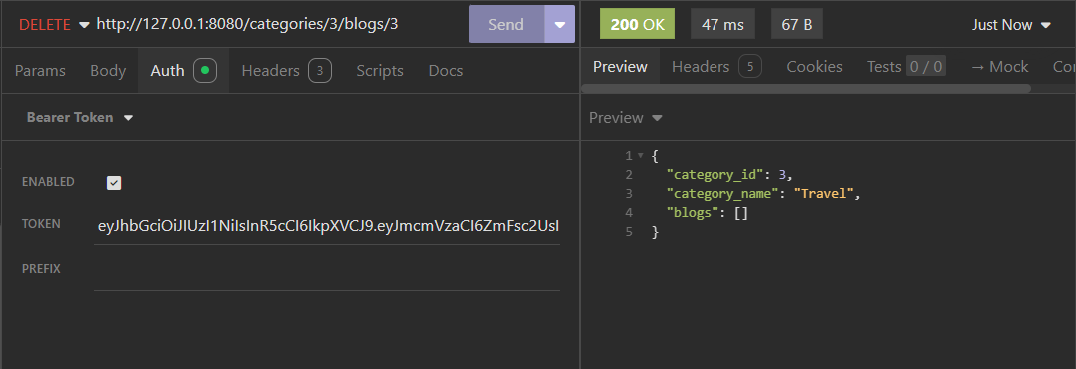 DELETE http://127.0.0.1:8080/categories/3/blogs/3 Send
Params Body Auth Headers 3 Scripts Docs
Bearer Token
ENABLED
TOKEN eyJhbGciOiJIUzI1NiIsInR5cCI6IkpXVCJ9.eyJmcmVzaCI6ZmFsc2UsI
PREFIX
200 OK 47 ms 67 B Just Now
Preview Headers 5 Cookies Tests 0 / 0 → Mock Con
Preview
1 {
2 "category_id": 3,
3 "category_name": "Travel",
4 "blogs": []
5 }